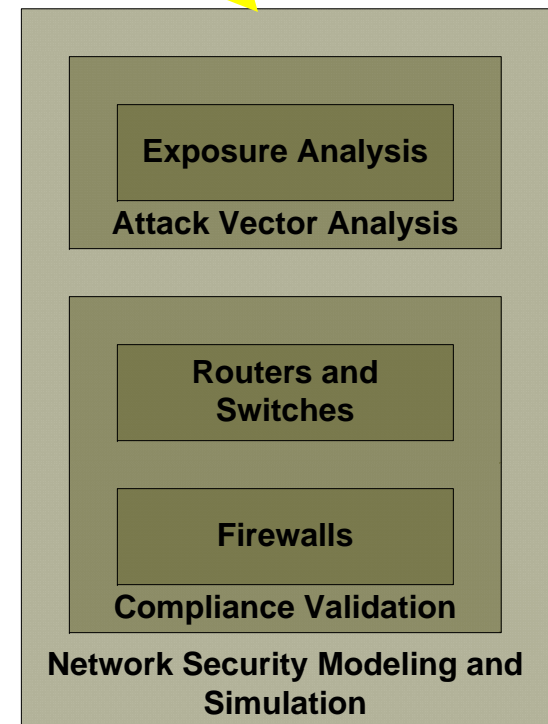 Exposure Analysis
Attack Vector Analysis
Routers and
Switches
Firewalls
Compliance Validation
Network Security Modeling and
Simulation